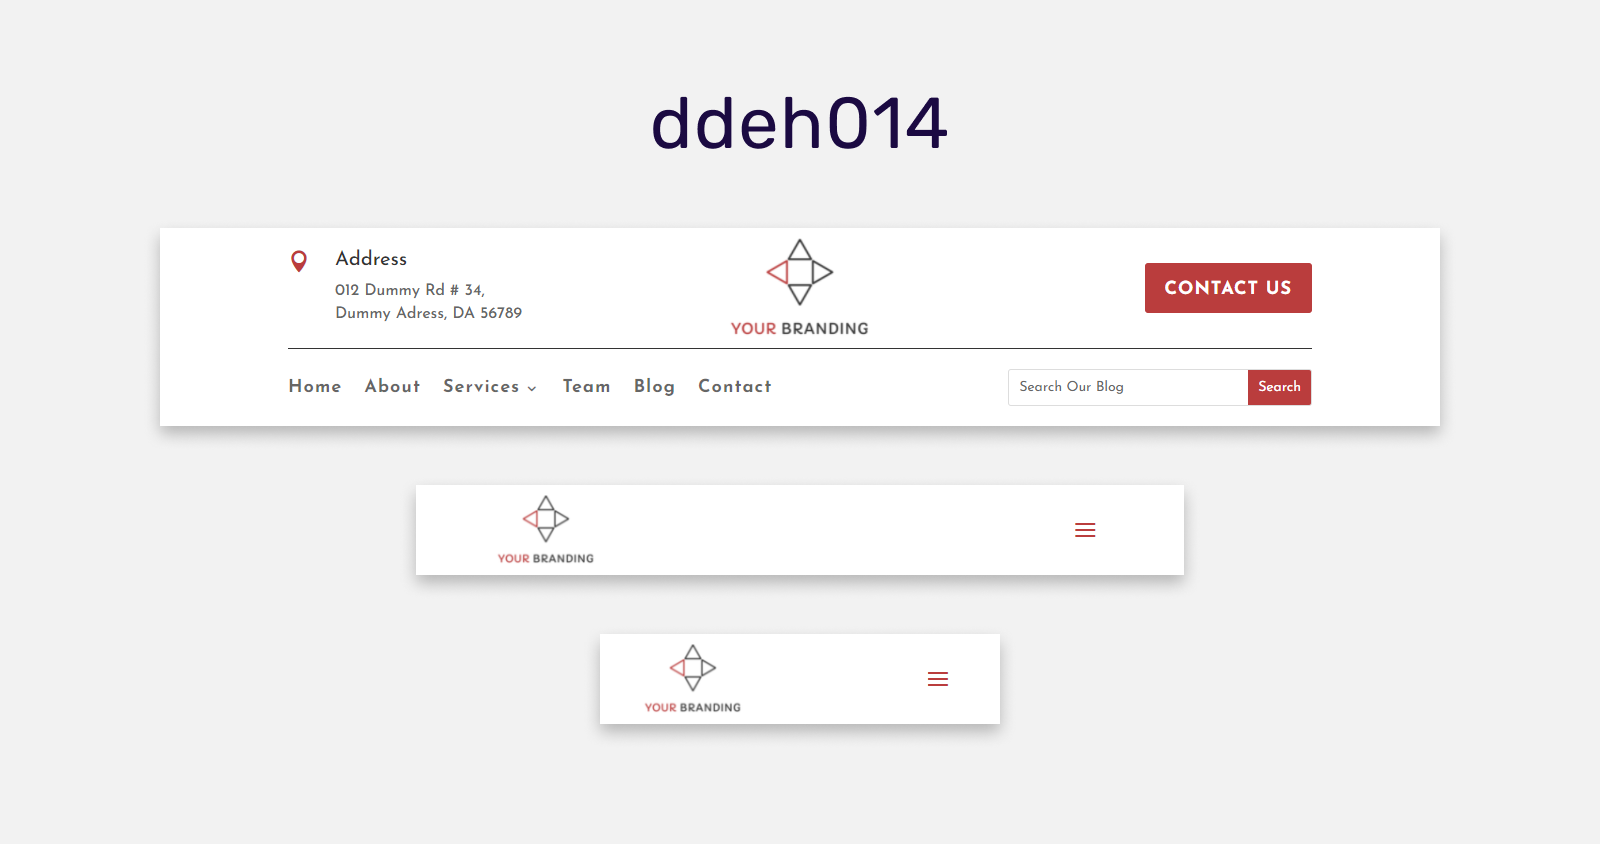 ddeh014
Address
012 Dummy Rd # 34,
Dummy Adress, DA 56789
YOUR BRANDING
CONTACT US
Home About Services Team Blog Contact
Search Our Blog Search
YOUR BRANDING
YOUR BRANDING